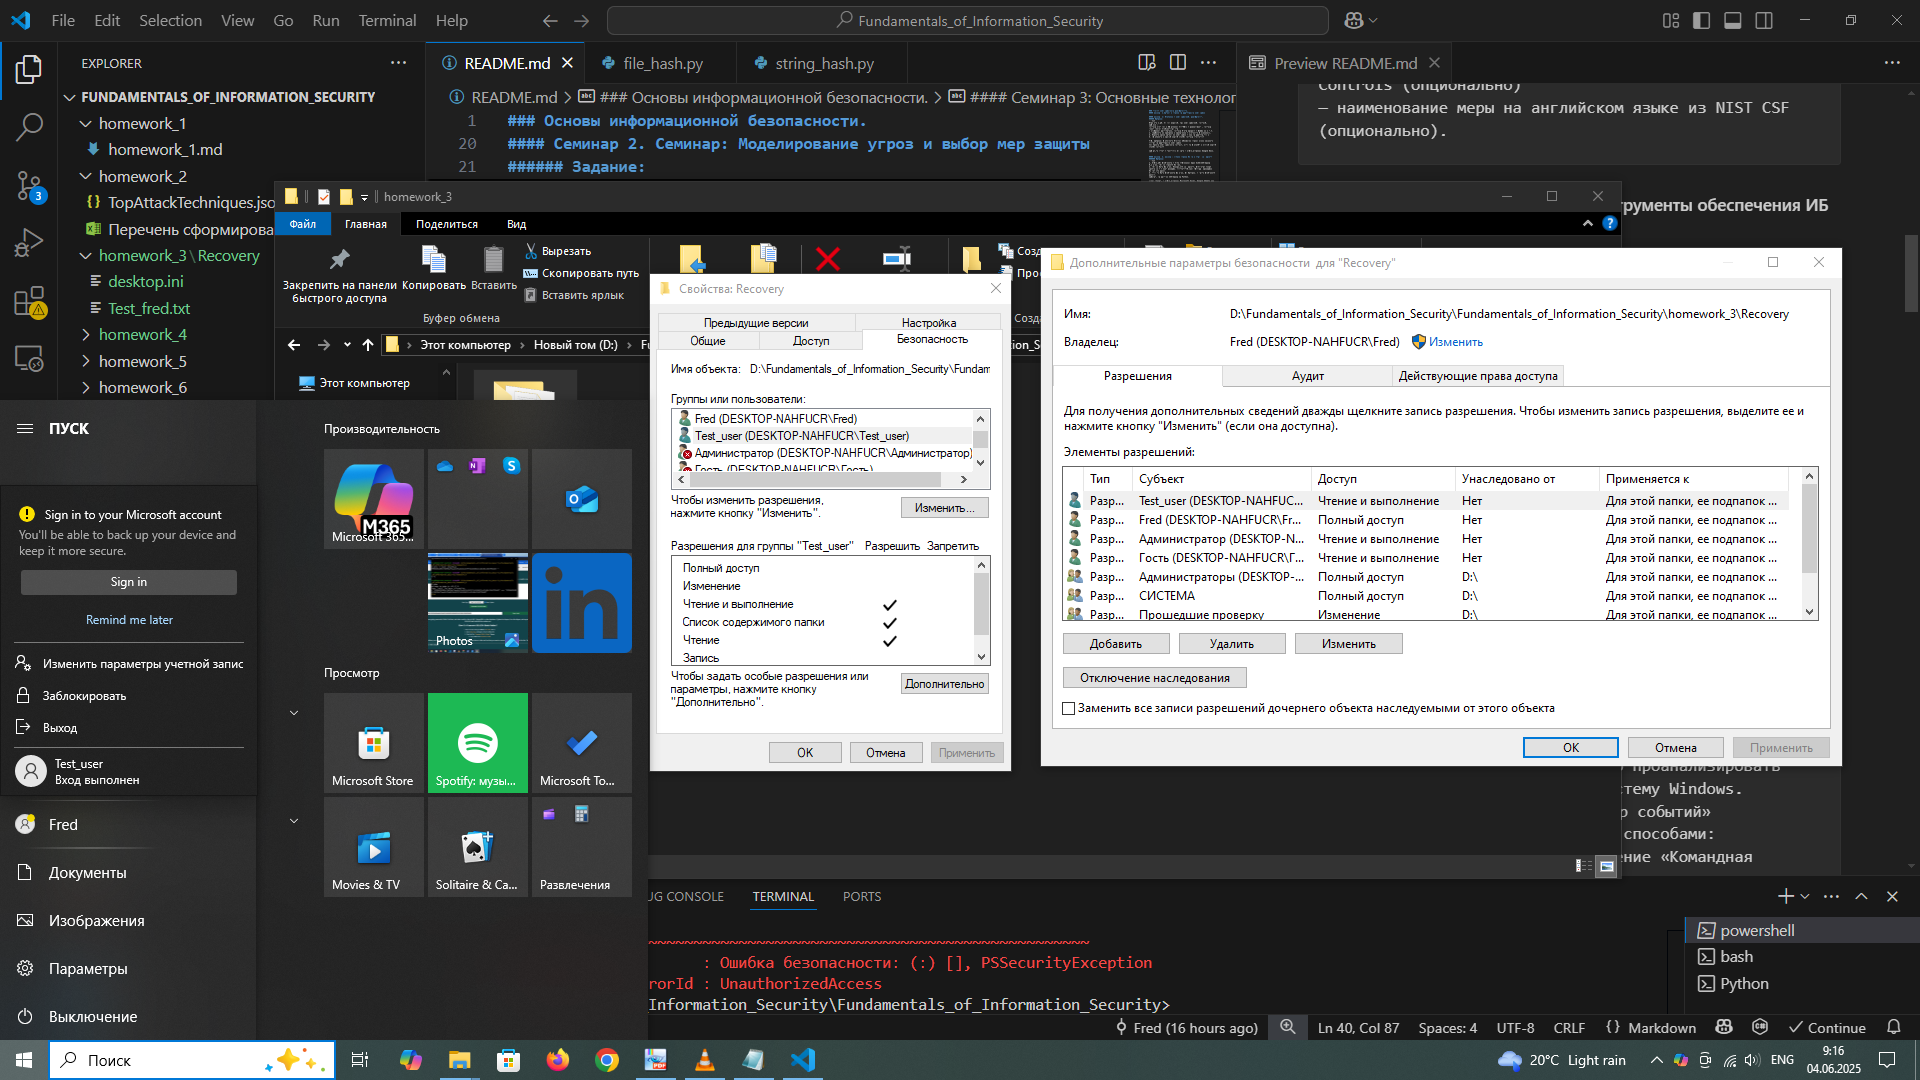 File Edit Selection View Go Run Terminal Help
Fundamentals_of_Information_Security
EXPLORER
README.md
file_hash.py
string_hash.py
Preview README.md
FUNDAMENTALS_OF_INFORMATION_SECURITY
homework_1
homework_1.md
homework_2
TopAttackTechniques.jso
Перечень сформирова
homework_3\Recovery
desktop.ini
Test_fred.txt
homework_4
homework_5
homework_6
3
README.md > ### Основы информационной безопасности. > #### Семинар 3: Основные технолог
1 ### Основы информационной безопасности.
20 #### Семинар 2. Семинар: Моделирование угроз и выбор мер защиты
21 ###### Задание:
Controls (опционально)
– наименование меры на английском языке из NIST CSF
(опционально).
трументы обеспечения ИБ
homework_3
Файл Главная Поделиться Вид
Закрепить на панели быстрого доступа
Копировать
Вставить
Вырезать
Скопировать путь
Вставить ярлык
Буфер обмена
Этот компьютер > Новый том (D:) >
Этот компьютер
Свойства: Recovery
Предыдущие версии Настройка
Общие Доступ Безопасность
Имя объекта: D:\Fundamentals_of_Information_Security\Fundam
Группы или пользователи:
Fred (DESKTOP-NAHFUCR\Fred)
Test_user (DESKTOP-NAHFUCR\Test_user)
Администратор (DESKTOP-NAHFUCR\Администратор)
Гость (DESKTOP-NAHFUCR\Гость)
Чтобы изменить разрешения,
нажмите кнопку "Изменить".
Изменить...
Разрешения для группы "Test_user" Разрешить Запретить
Полный доступ
Изменение
Чтение и выполнение
Список содержимого папки
Чтение
Запись
Чтобы задать особые разрешения или
параметры, нажмите кнопку
"Дополнительно".
Дополнительно
OK Отмена Применить
Дополнительные параметры безопасности для "Recovery"
Имя: D:\Fundamentals_of_Information_Security\Fundamentals_of_Information_Security\homework_3\Recovery
Владелец: Fred (DESKTOP-NAHFUCR\Fred) Изменить
Разрешения Аудит Действующие права доступа
Для получения дополнительных сведений дважды щелкните запись разрешения. Чтобы изменить запись разрешения, выделите ее и
нажмите кнопку "Изменить" (если она доступна).
Элементы разрешений:
Тип Субъект Доступ Унаследовано от Применяется к
Разр... Test_user (DESKTOP-NAHFUC... Чтение и выполнение Нет Для этой папки, ее подпапок ...
Разр... Fred (DESKTOP-NAHFUCR\Fr... Полный доступ Нет Для этой папки, ее подпапок ...
Разр... Администратор (DESKTOP-N... Чтение и выполнение Нет Для этой папки, ее подпапок ...
Разр... Гость (DESKTOP-NAHFUCR\Г... Чтение и выполнение Нет Для этой папки, ее подпапок ...
Разр... Администраторы (DESKTOP-... Полный доступ D:\ Для этой папки, ее подпапок ...
Разр... СИСТЕМА Полный доступ D:\ Для этой папки, ее подпапок ...
Разр... Прошедшие проверку Изменение D:\ Для этой папки, ее подпапок ...
Добавить Удалить Изменить
Отключение наследования
Заменить все записи разрешений дочернего объекта наследуемыми от этого объекта
OK Отмена Применить
проанализировать
стему Windows.
р событий»
способами:
ние «Командная
ПУСК
Sign in to your Microsoft account
You'll be able to back up your device and
keep it more secure.
Sign in
Remind me later
Изменить параметры учетной запис
Заблокировать
Выход
Test_user
Вход выполнен
Fred
Документы
Изображения
Параметры
Выключение
Производительность
M365
Microsoft 365...
Photos
in
Просмотр
Microsoft Store
Spotify: музы...
Microsoft To...
Movies & TV
Solitaire & Ca...
Развлечения
UG CONSOLE TERMINAL PORTS
: Ошибка безопасности: (:) [], PSSecurityException
rorId : UnauthorizedAccess
_Information_Security\Fundamentals_of_Information_Security>
powershell
bash
Python
Fred (16 hours ago) Ln 40, Col 87 Spaces: 4 UTF-8 CRLF {} Markdown Continue
Поиск
20°C Light rain ENG
9:16
04.06.2025